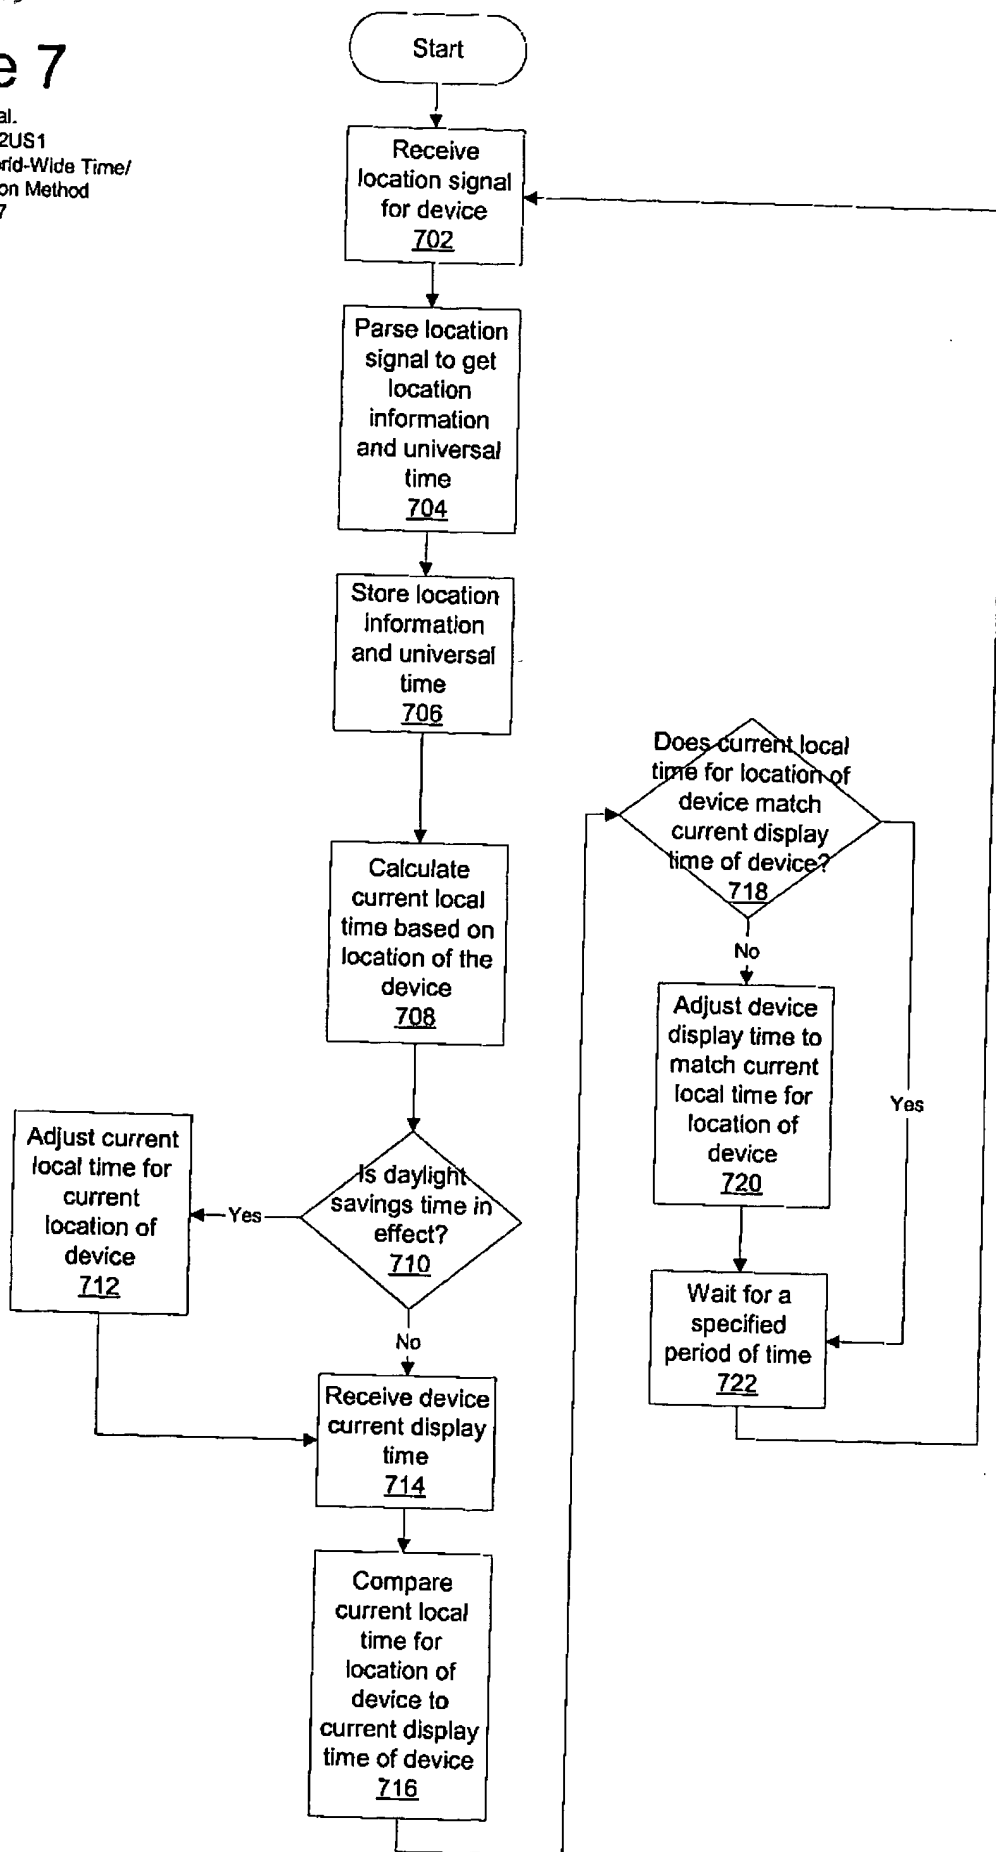 e 7
al.
2US1
rld-Wide Time/
on Method
7
Start
Receive
location signal
for device
702
Parse location
signal to get
location
information
and universal
time
704
Store location
information
and universal
time
706
Calculate
current local
time based on
location of the
device
708
Is daylight
savings time in
effect?
710
Yes
No
Adjust current
local time for
current
location of
device
712
Receive device
current display
time
714
Compare
current local
time for
location of
device to
current display
time of device
716
Does current local
time for location of
device match
current display
time of device?
718
No
Yes
Adjust device
display time to
match current
local time for
location of
device
720
Wait for a
specified
period of time
722